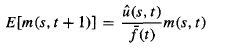 E[m(s, t + 1)] = \frac{\hat{u}(s, t)}{\bar{f}(t)} m(s, t)